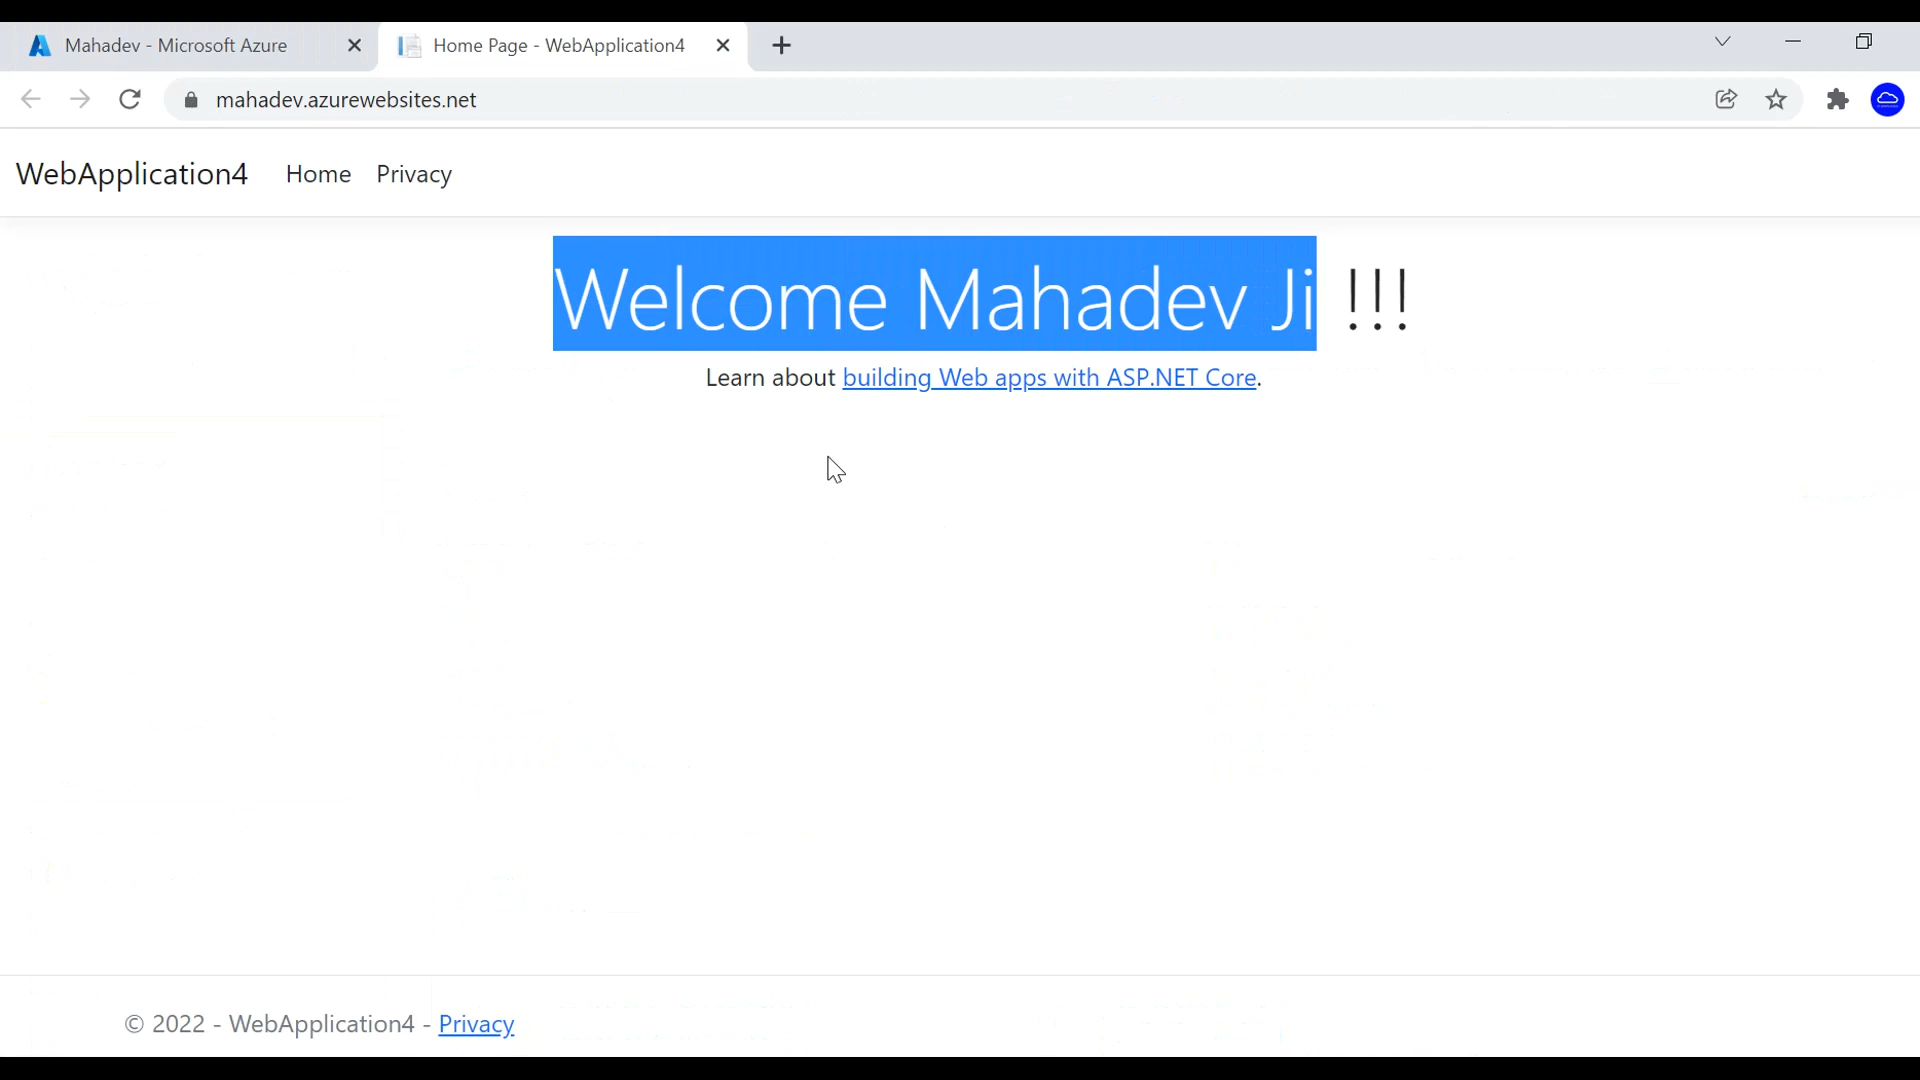 Mahadev - Microsoft Azure
Home Page - WebApplication4
mahadev.azurewebsites.net
WebApplication4 Home Privacy
Welcome Mahadev Ji !!!
Learn about building Web apps with ASP.NET Core.
© 2022 - WebApplication4 - Privacy